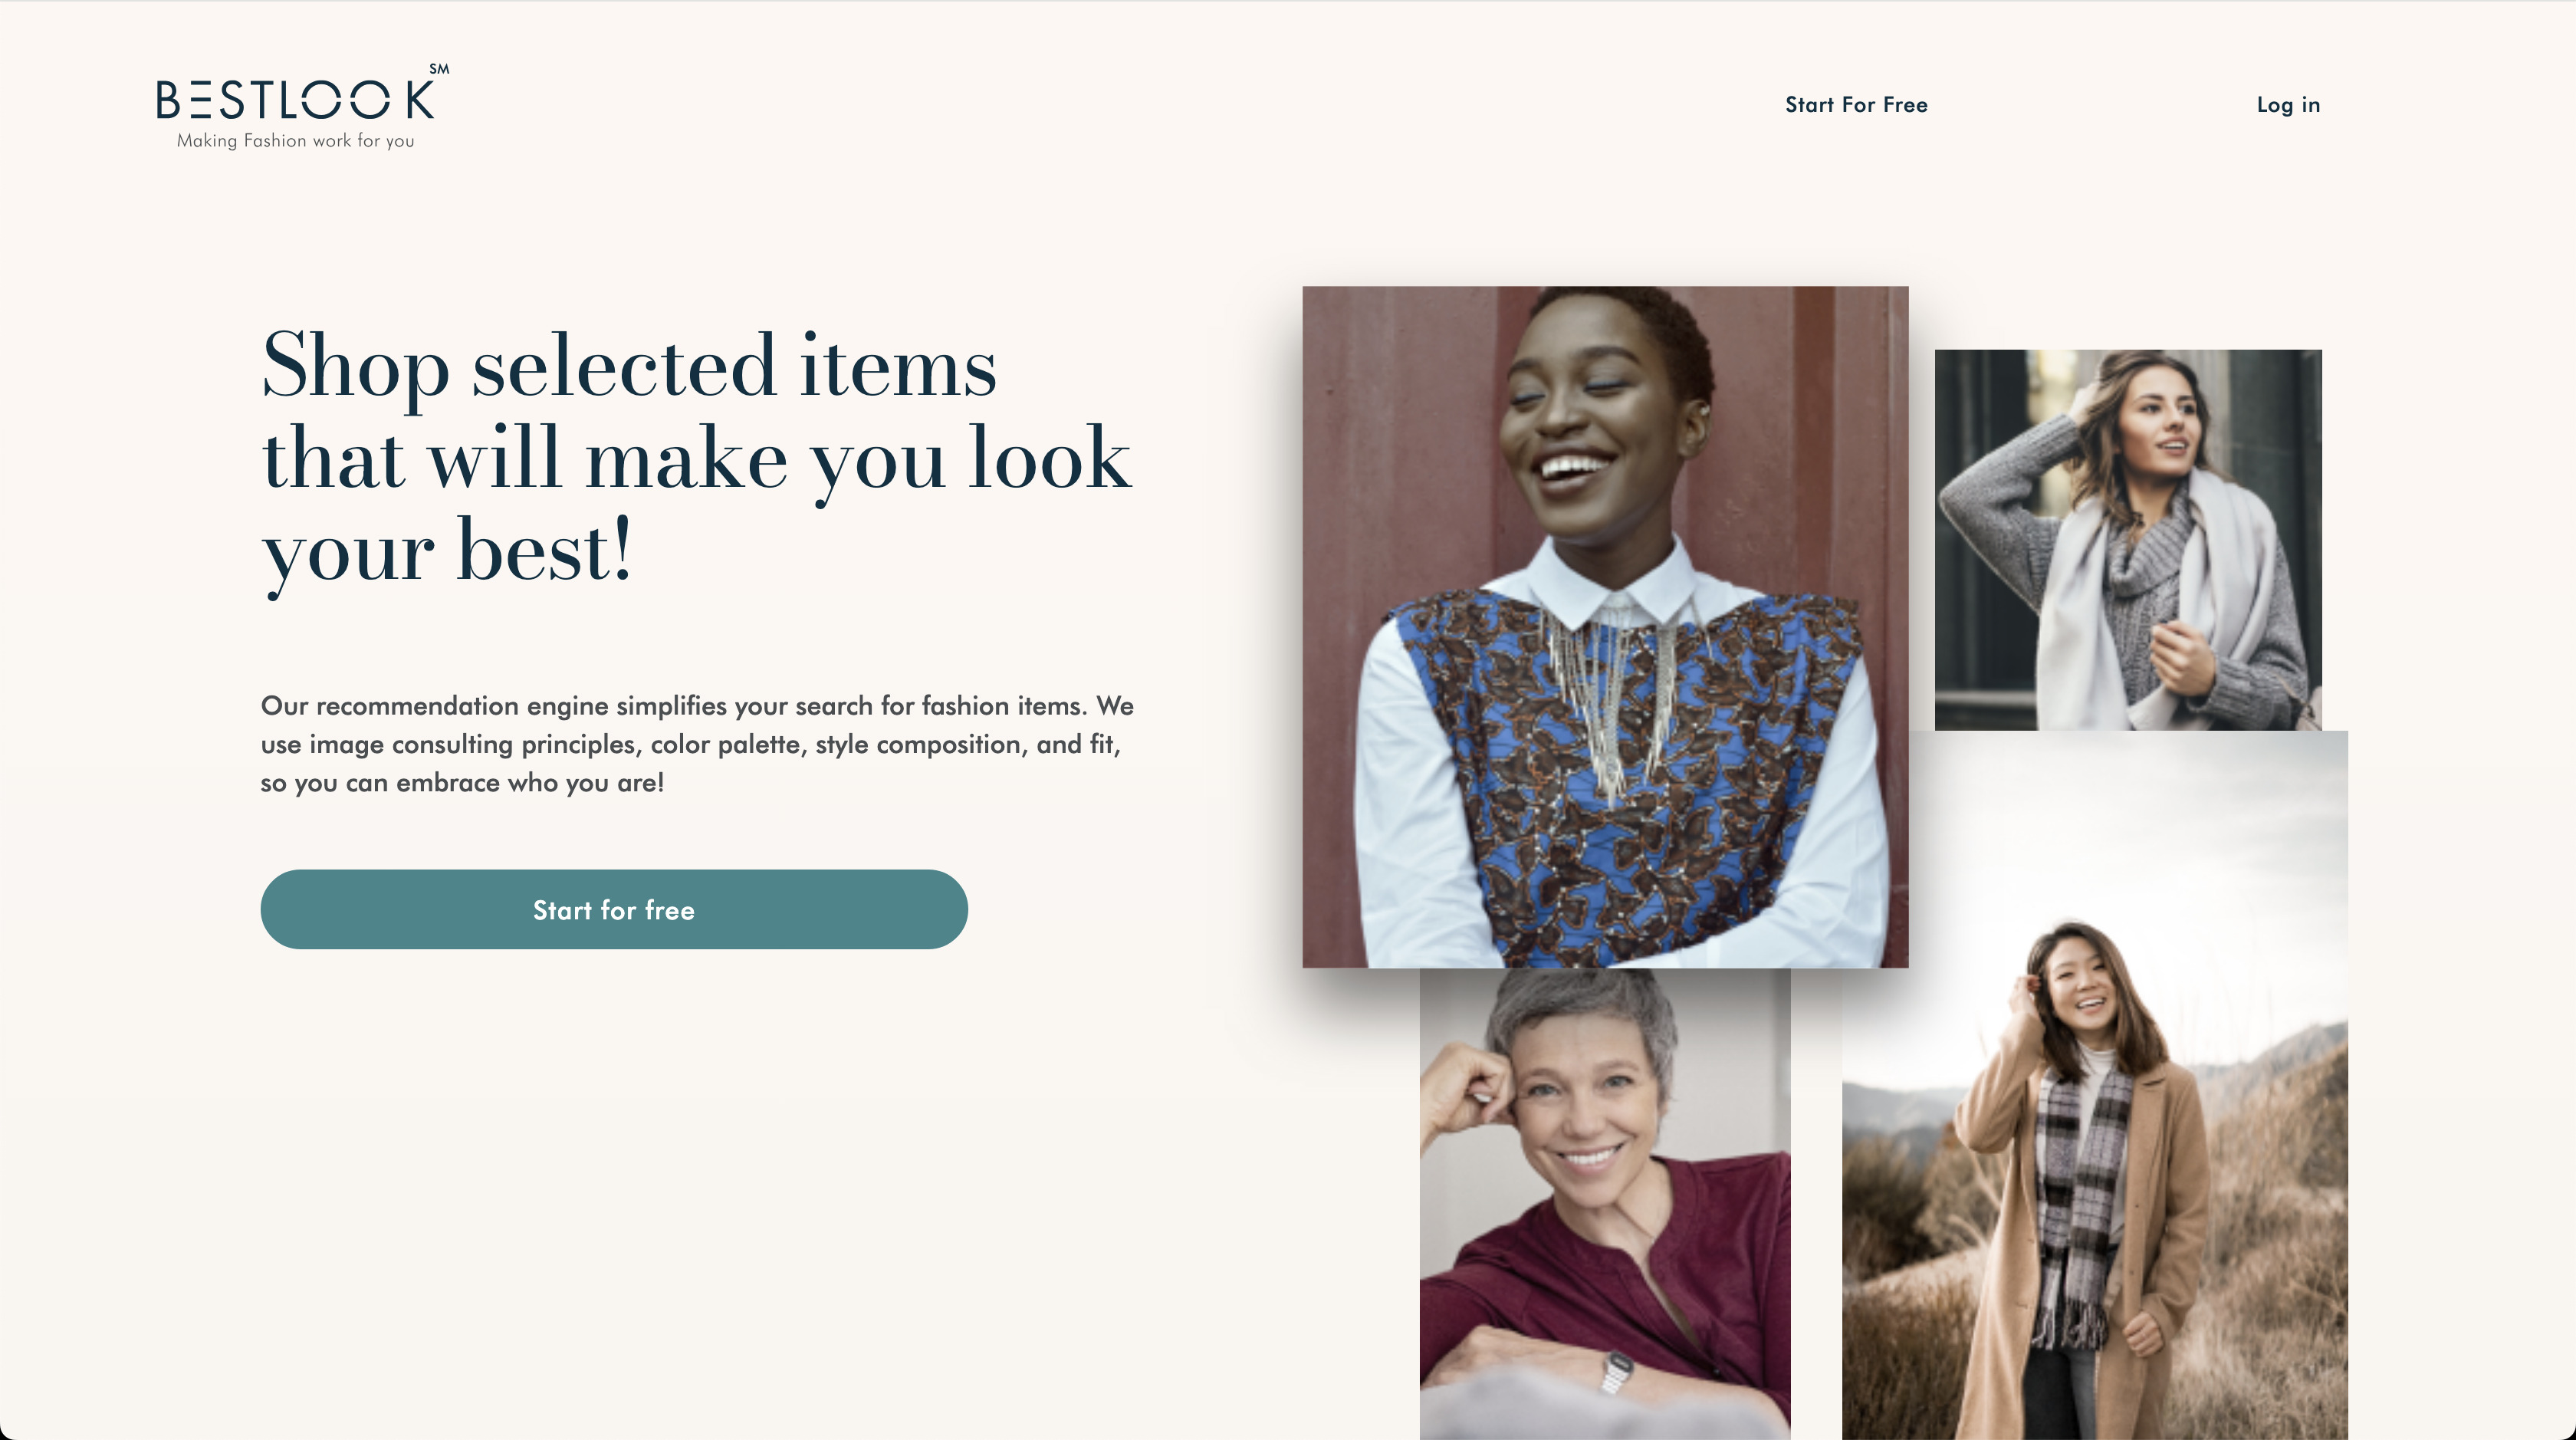 BESTLOOK SM
Making Fashion work for you
Start For Free
Log in
Shop selected items
that will make you look
your best!
Our recommendation engine simplifies your search for fashion items. We
use image consulting principles, color palette, style composition, and fit,
so you can embrace who you are!
Start for free